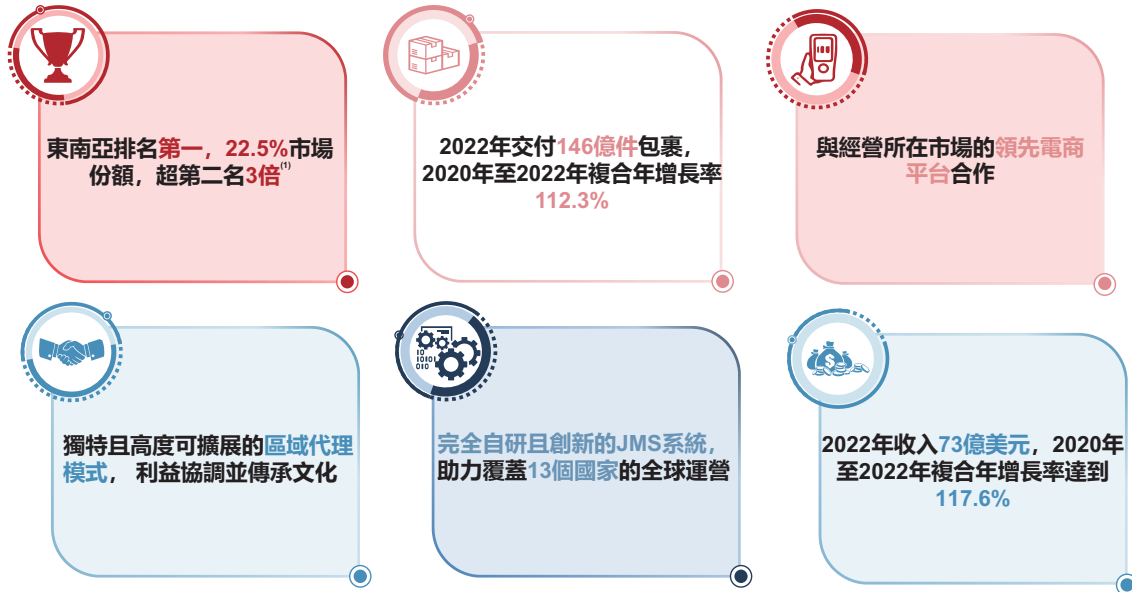 東南亞排名第一，22.5%市場
份額，超第二名3倍(1)
2022年交付146億件包裹，
2020年至2022年複合年增長率
112.3%
與經營所在市場的領先電商
平台合作
獨特且高度可擴展的區域代理
模式， 利益協調並傳承文化
10
1010
010
完全自研且創新的JMS系統，
助力覆蓋13個國家的全球運營
2022年收入73億美元，2020年
至2022年複合年增長率達到
117.6%